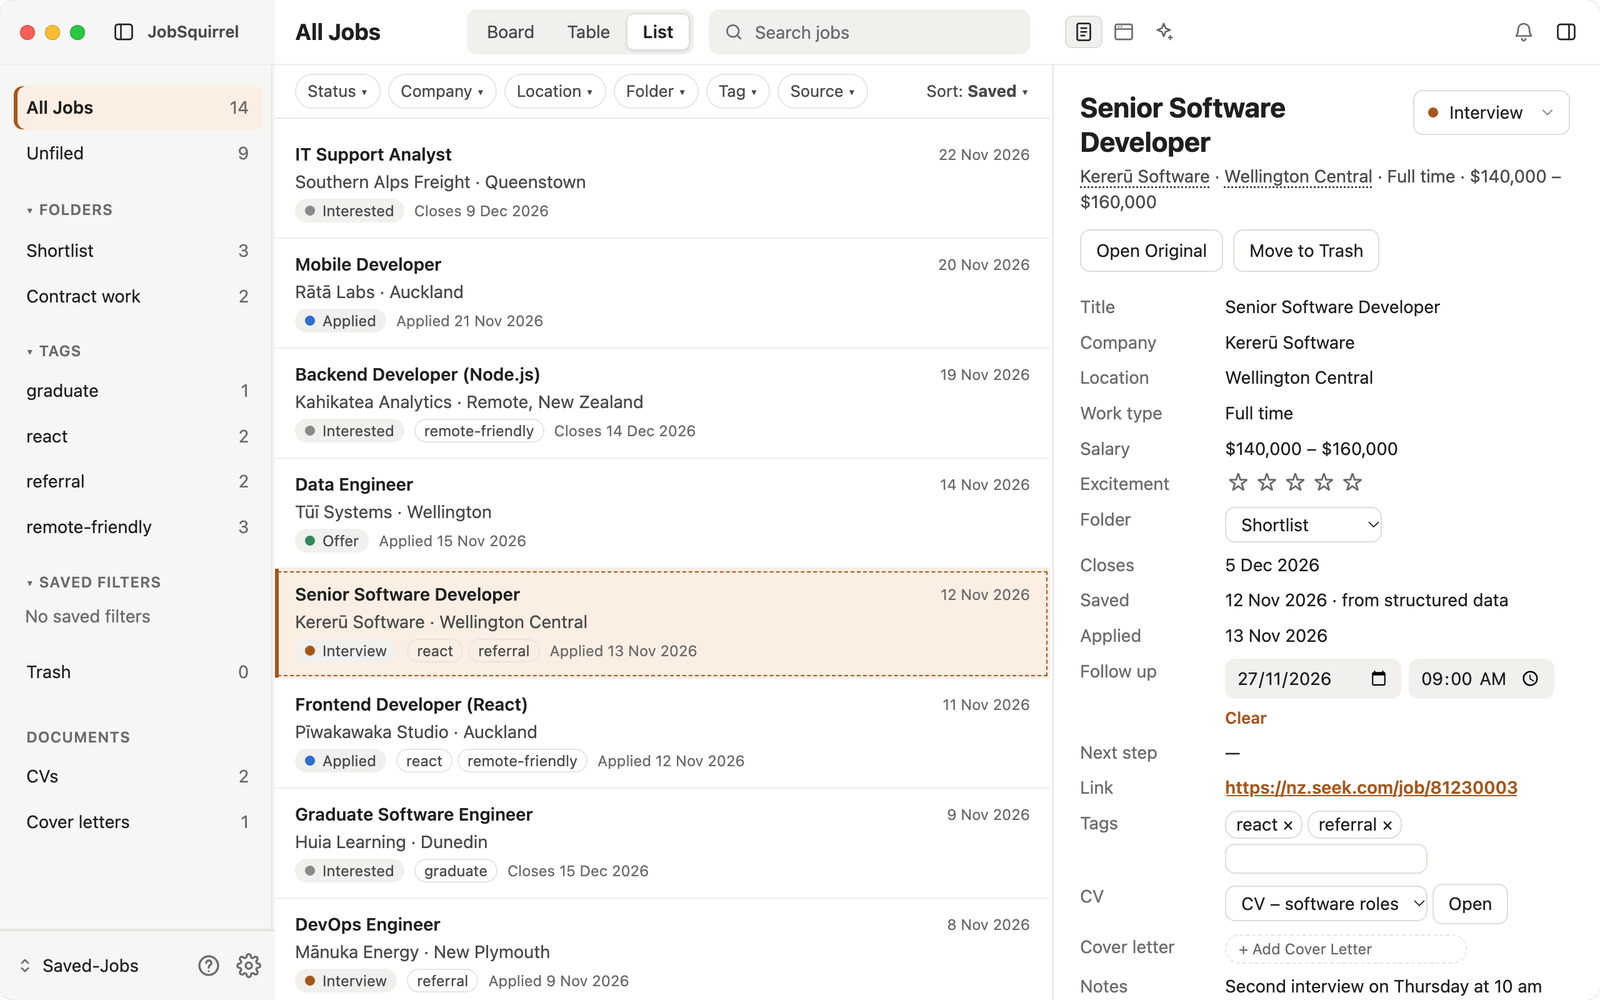 JobSquirrel
All Jobs
Board
Table
List
Search jobs
All Jobs 14
Unfiled 9
FOLDERS
Shortlist 3
Contract work 2
TAGS
graduate 1
react 2
referral 2
remote-friendly 3
SAVED FILTERS
No saved filters
Trash 0
DOCUMENTS
CVs 2
Cover letters 1
Saved-Jobs
Status
Company
Location
Folder
Tag
Source
Sort: Saved
IT Support Analyst 22 Nov 2026
Southern Alps Freight · Queenstown
Interested Closes 9 Dec 2026
Mobile Developer 20 Nov 2026
Rātā Labs · Auckland
Applied Applied 21 Nov 2026
Backend Developer (Node.js) 19 Nov 2026
Kahikatea Analytics · Remote, New Zealand
Interested remote-friendly Closes 14 Dec 2026
Data Engineer 14 Nov 2026
Tūī Systems · Wellington
Offer Applied 15 Nov 2026
Senior Software Developer 12 Nov 2026
Kererū Software · Wellington Central
Interview react referral Applied 13 Nov 2026
Frontend Developer (React) 11 Nov 2026
Pīwakawaka Studio · Auckland
Applied react remote-friendly Applied 12 Nov 2026
Graduate Software Engineer 9 Nov 2026
Huia Learning · Dunedin
Interested graduate Closes 15 Dec 2026
DevOps Engineer 8 Nov 2026
Mānuka Energy · New Plymouth
Interview referral Applied 9 Nov 2026
Senior Software
Developer
Interview
Kererū Software · Wellington Central · Full time · $140,000 –
$160,000
Open Original
Move to Trash
Title Senior Software Developer
Company Kererū Software
Location Wellington Central
Work type Full time
Salary $140,000 – $160,000
Excitement ☆ ☆ ☆ ☆ ☆
Folder Shortlist
Closes 5 Dec 2026
Saved 12 Nov 2026 · from structured data
Applied 13 Nov 2026
Follow up 27/11/2026 09:00 AM
Clear
Next step —
Link https://nz.seek.com/job/81230003
Tags react × referral ×
CV CV – software roles Open
Cover letter + Add Cover Letter
Notes Second interview on Thursday at 10 am